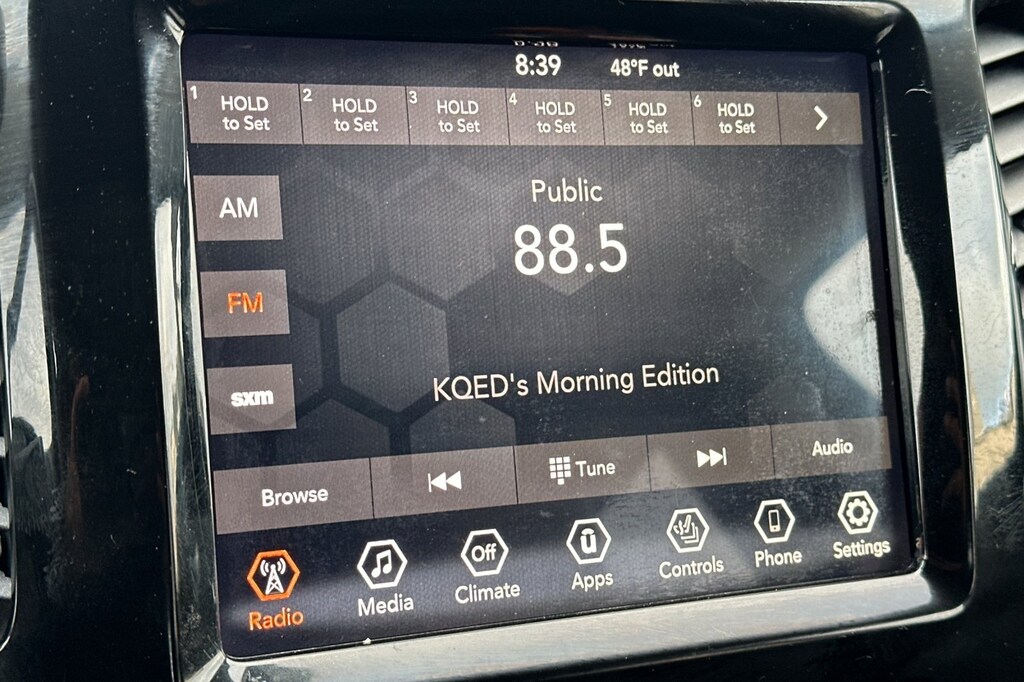 8:39 48°F out
1 HOLD to Set
2 HOLD to Set
3 HOLD to Set
4 HOLD to Set
5 HOLD to Set
6 HOLD to Set
AM
Public
88.5
FM
KQED's Morning Edition
sxm
Browse
Tune
Audio
Radio
Media
Off
Climate
ū
Apps
Controls
Phone
Settings